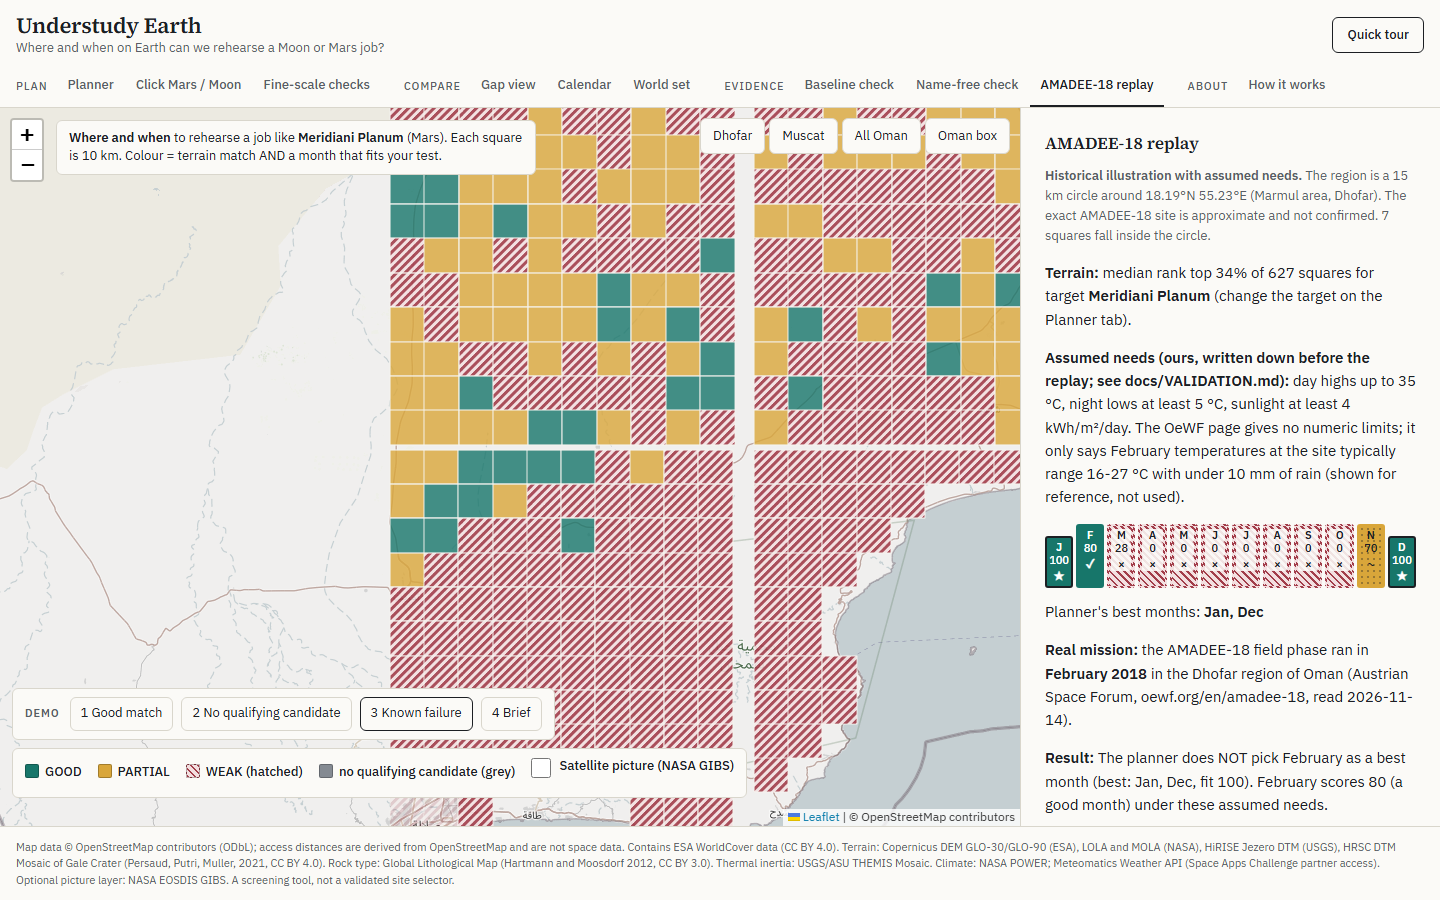 Understudy Earth
Where and when on Earth can we rehearse a Moon or Mars job?
Quick tour
PLAN Planner Click Mars / Moon Fine-scale checks COMPARE Gap view Calendar World set EVIDENCE Baseline check Name-free check AMADEE-18 replay ABOUT How it works
+
−
Where and when to rehearse a job like Meridiani Planum (Mars). Each square
is 10 km. Colour = terrain match AND a month that fits your test.
Dhofar Muscat All Oman Oman box
DEMO 1 Good match 2 No qualifying candidate 3 Known failure 4 Brief
GOOD PARTIAL WEAK (hatched) no qualifying candidate (grey) Satellite picture (NASA GIBS)
طاقة
Leaflet | © OpenStreetMap contributors
AMADEE-18 replay
Historical illustration with assumed needs. The region is a 15
km circle around 18.19°N 55.23°E (Marmul area, Dhofar). The
exact AMADEE-18 site is approximate and not confirmed. 7
squares fall inside the circle.
Terrain: median rank top 34% of 627 squares for
target Meridiani Planum (change the target on the
Planner tab).
Assumed needs (ours, written down before the
replay; see docs/VALIDATION.md): day highs up to 35
°C, night lows at least 5 °C, sunlight at least 4
kWh/m²/day. The OeWF page gives no numeric limits; it
only says February temperatures at the site typically
range 16-27 °C with under 10 mm of rain (shown for
reference, not used).
J F M A M J J A S O N D
100 80 28 0 0 0 0 0 0 0 70 100
★ ✓ × × × × × × × × ~ ★
Planner's best months: Jan, Dec
Real mission: the AMADEE-18 field phase ran in
February 2018 in the Dhofar region of Oman (Austrian
Space Forum, oewf.org/en/amadee-18, read 2026-11-
14).
Result: The planner does NOT pick February as a best
month (best: Jan, Dec, fit 100). February scores 80 (a
good month) under these assumed needs.
Map data © OpenStreetMap contributors (ODbL); access distances are derived from OpenStreetMap and are not space data. Contains ESA WorldCover data (CC BY 4.0). Terrain: Copernicus DEM GLO-30/GLO-90 (ESA), LOLA and MOLA (NASA), HiRISE Jezero DTM (USGS), HRSC DTM
Mosaic of Gale Crater (Persaud, Putri, Muller, 2021, CC BY 4.0). Rock type: Global Lithological Map (Hartmann and Moosdorf 2012, CC BY 3.0). Thermal inertia: USGS/ASU THEMIS Mosaic. Climate: NASA POWER; Meteomatics Weather API (Space Apps Challenge partner access).
Optional picture layer: NASA EOSDIS GIBS. A screening tool, not a validated site selector.